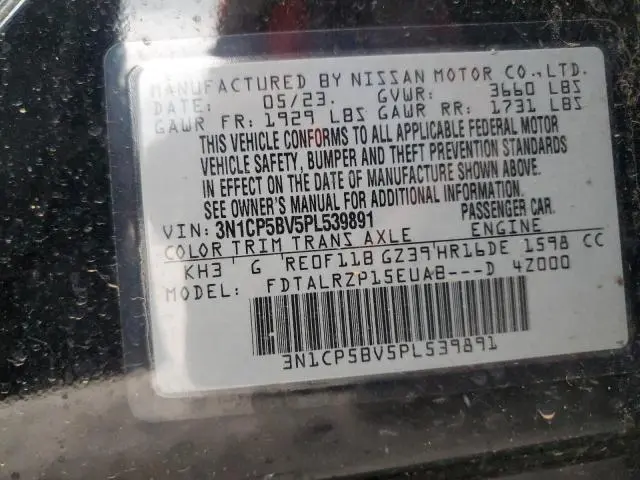 MANUFACTURED BY NISSAN MOTOR CO.,LTD.
DATE: 05/23. GVWR: 3660 LBS
GAWR FR: 1929 LBS GAWR RR: 1731 LBS
THIS VEHICLE CONFORMS TO ALL APPLICABLE FEDERAL MOTOR
VEHICLE SAFETY, BUMPER AND THEFT PREVENTION STANDARDS
IN EFFECT ON THE DATE OF MANUFACTURE SHOWN ABOVE.
SEE OWNER'S MANUAL FOR ADDITIONAL INFORMATION.
VIN: 3N1CP5BV5PL539891 PASSENGER CAR.
COLOR TRIM TRANS AXLE ENGINE
KH3 ' G ' RE0F11B GZ39'HR16DE 1598 CC
MODEL: FDTALRZP15EUAB---D 4Z000
3N1CP5BV5PL539891